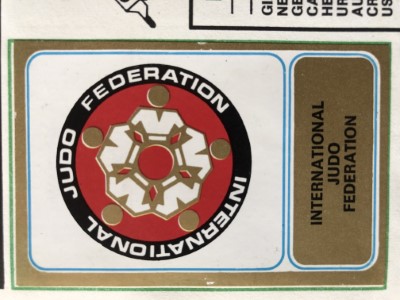 INTERNATIONAL JUDO FEDERATION
INTERNATIONAL
JUDO
FEDERATION